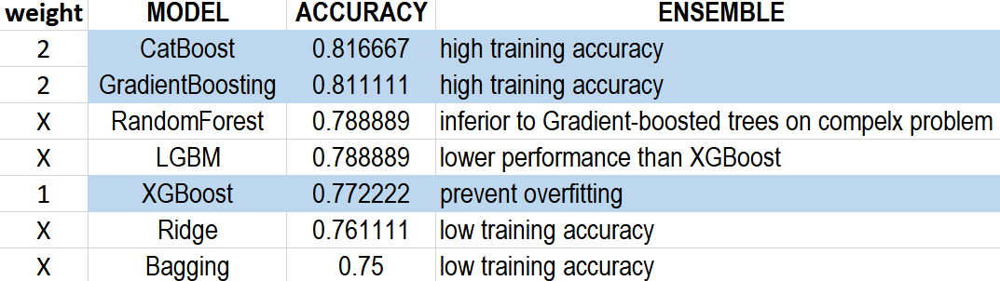 weight MODEL ACCURACY ENSEMBLE
2 CatBoost 0.816667 high training accuracy
2 GradientBoosting 0.811111 high training accuracy
X RandomForest 0.788889 inferior to Gradient-boosted trees on compelx problem
X LGBM 0.788889 lower performance than XGBoost
1 XGBoost 0.772222 prevent overfitting
X Ridge 0.761111 low training accuracy
X Bagging 0.75 low training accuracy